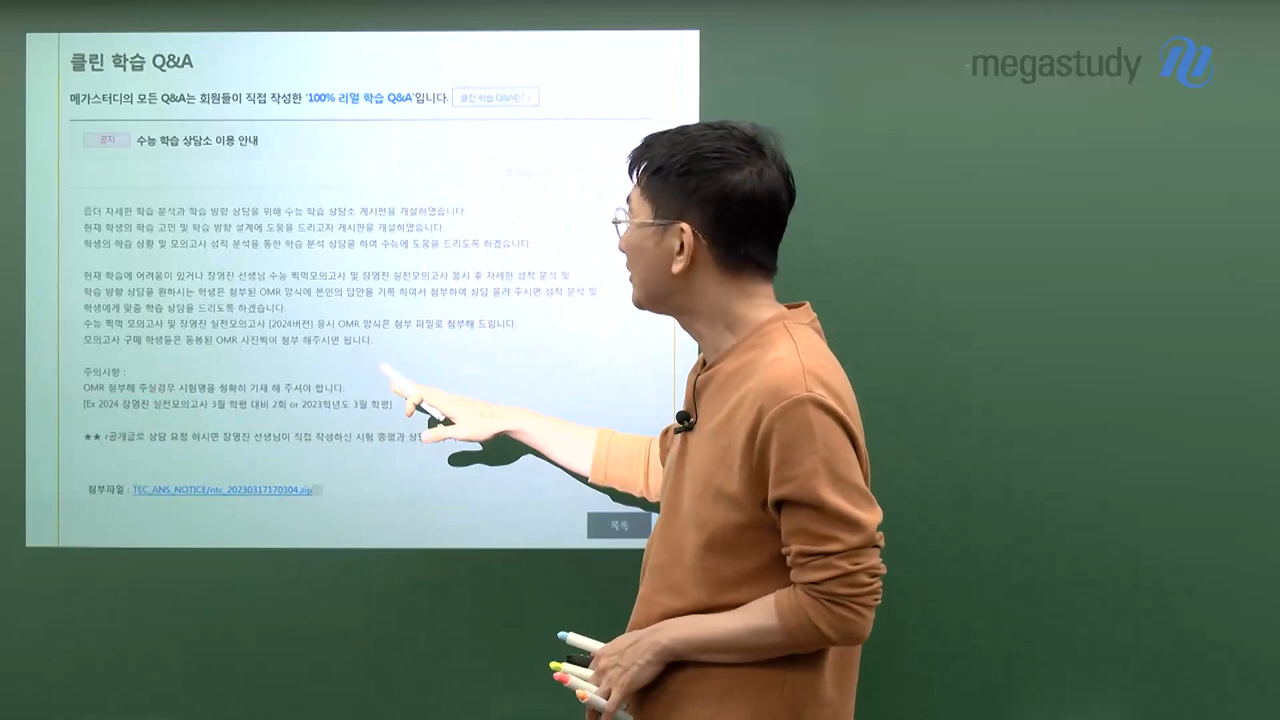 클린 학습 Q&A
메가스터디의 모든 Q&A는 회원들이 직접 작성한 '100% 리얼 학습 Q&A'입니다. 클린 학습 Q&A란?
공지 수능 학습 상담소 이용 안내
megastudy
좀더 자세한 학습 분석과 학습 방향 상담을 위해 수능 학습 상담소 게시판을 개설하였습니다.
현재 학생의 학습 고민 및 학습 방향 설계에 도움을 드리고자 게시판을 개설하였습니다.
학생의 학습 상황 및 모의고사 성적 분석을 통한 학습 분석 상담을 하여 수능에 도움을 드리도록 하겠습니다.
현재 학습에 어려움이 있거나 장영진 선생님 수능 찍먹모의고사 및 장영진 실전모의고사 응시 후 자세한 성적 분석 및
학습 방향 상담을 원하시는 학생은 첨부된 OMR 양식에 본인의 답안을 기록 하여서 첨부하여 상담 올려 주시면 성적 분석 및
학생에게 맞춤 학습 상담을 드리도록 하겠습니다.
수능 찍먹 모의고사 및 장영진 실전모의고사 [2024버전] 응시 OMR 양식은 첨부 파일로 첨부해 드립니다.
모의고사 구매 학생들은 동봉된 OMR 사진찍어 첨부 해주시면 됩니다.
주의사항 :
OMR 첨부해 주실경우 시험명을 정확히 기재 해 주셔야 합니다.
[Ex 2024 장영진 실전모의고사 3월 학평 대비 2회 or 2023학년도 3월 학평]
★★ 공개글로 상담 요청 하시면 장영진 선생님이 직접 작성하신 시험 총평과
첨부파일 : TEC_ANS_NOTICE/ntc_20230317170304.zip
목록